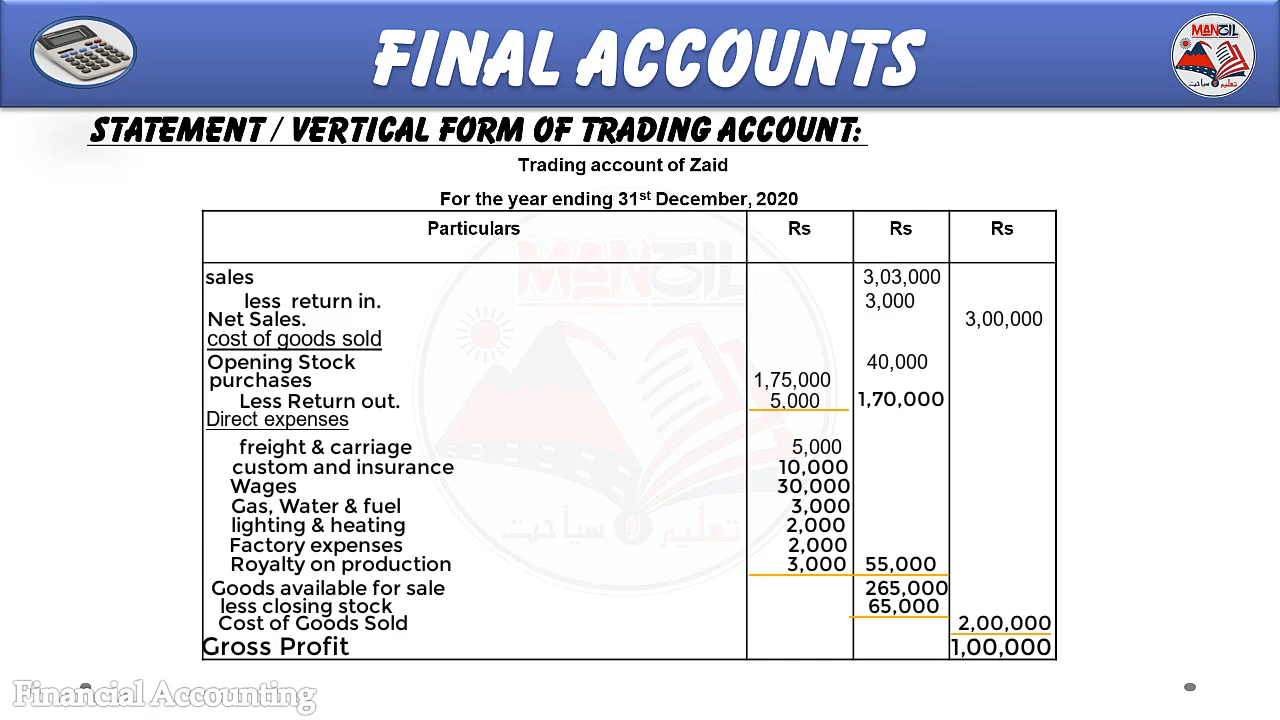 FINAL ACCOUNTS
MANZIL
تعلیم و سیاحت
STATEMENT / VERTICAL FORM OF TRADING ACCOUNT:
Trading account of Zaid
For the year ending 31st December, 2020
Particulars Rs Rs Rs
sales 3,03,000
less return in. 3,000
Net Sales. 3,00,000
cost of goods sold
Opening Stock 40,000
purchases 1,75,000
Less Return out. 5,000 1,70,000
Direct expenses
freight & carriage 5,000
custom and insurance 10,000
Wages 30,000
Gas, Water & fuel 3,000
lighting & heating 2,000
Factory expenses 2,000
Royalty on production 3,000 55,000
Goods available for sale 265,000
less closing stock 65,000
Cost of Goods Sold 2,00,000
Gross Profit 1,00,000
MANZIL
تعلیم و سیاحت
Financial Accounting